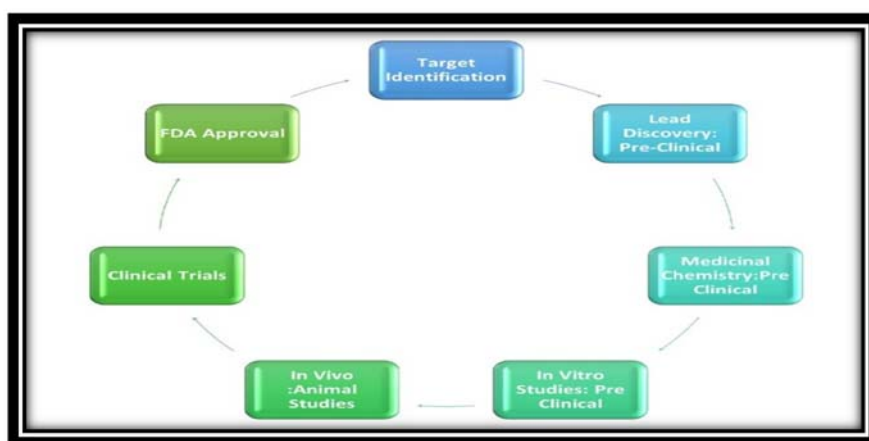 Target
Identification
Lead
Discovery:
Pre-Clinical
Medicinal
Chemistry:Pre
Clinical
In Vitro
Studies: Pre
Clinical
In Vivo
:Animal
Studies
Clinical Trials
FDA Approval